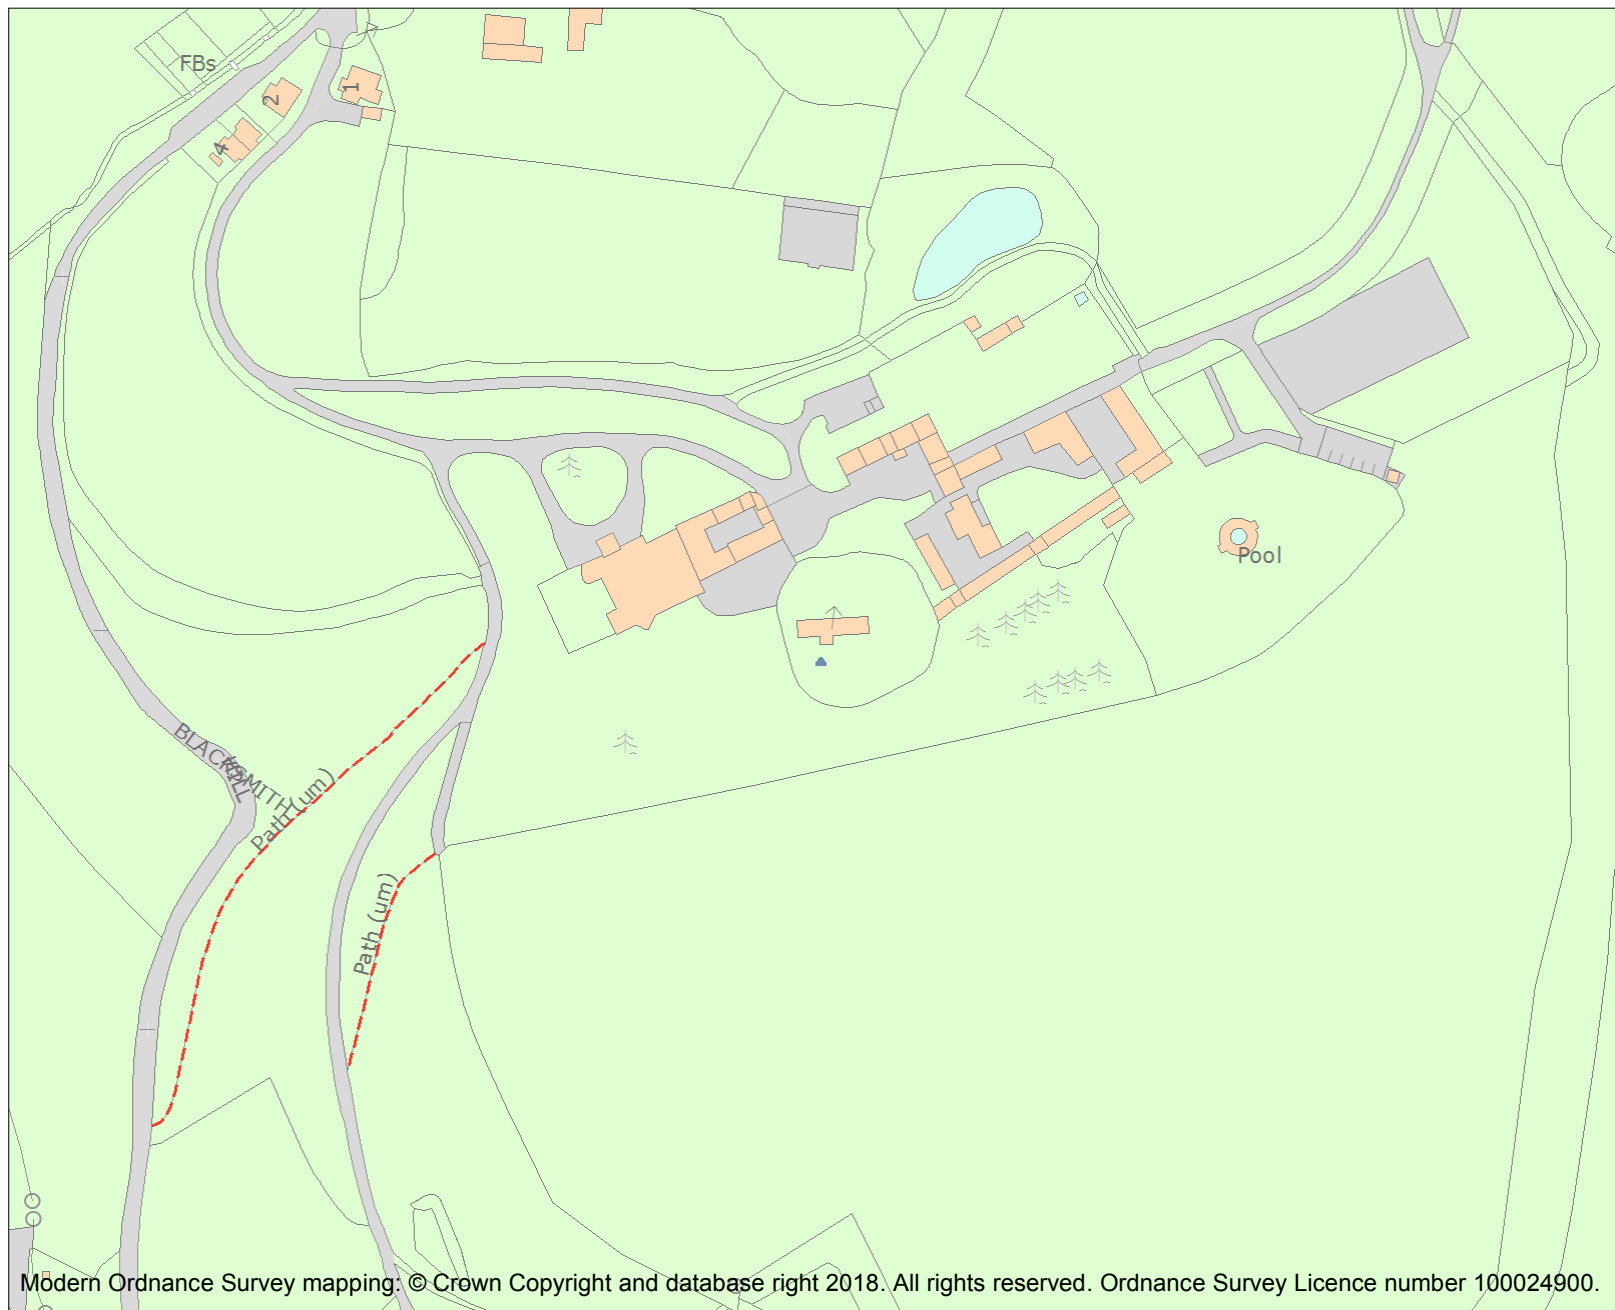 FBs
1
2
4
Pool
BLACKSMITH
HILL
Path (um)
Path (um)
Modern Ordnance Survey mapping: © Crown Copyright and database right 2018. All rights reserved. Ordnance Survey Licence number 100024900.